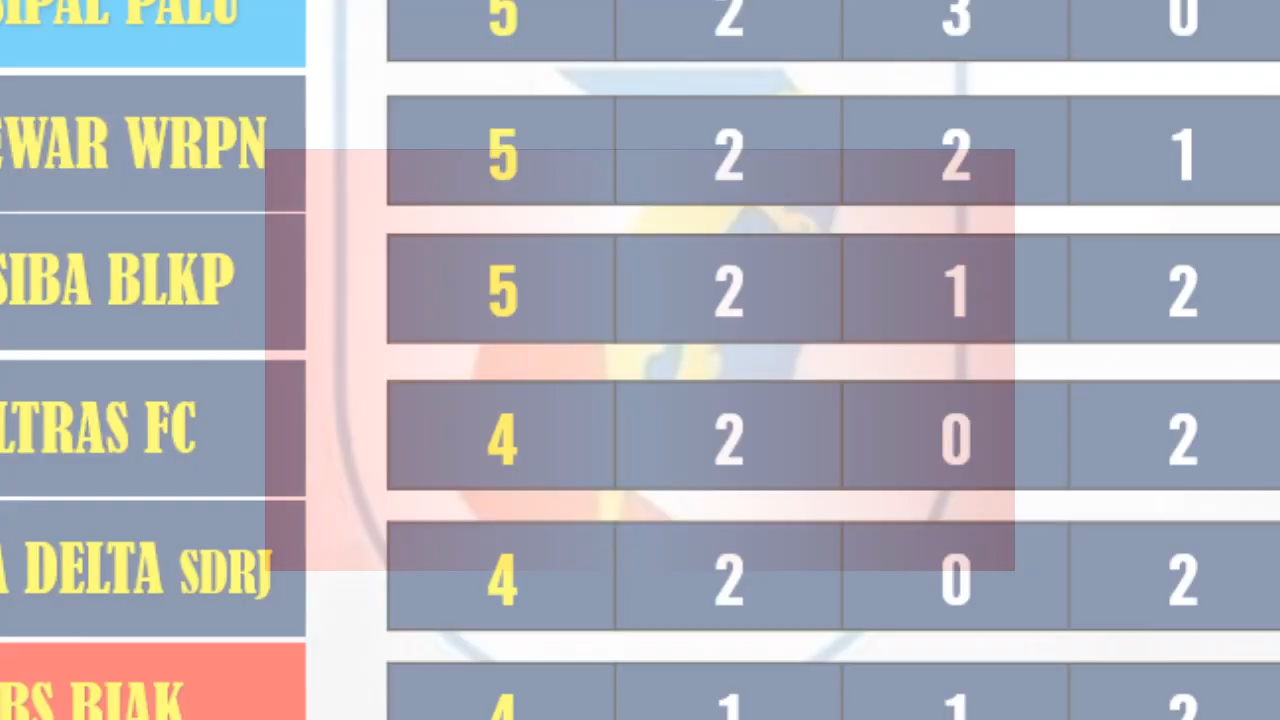 SIPAL PALU 5 2 3 0
EWAR WRPN 5 2 2 1
SIBA BLKP 5 2 1 2
LTRAS FC 4 2 0 2
A DELTA SDRJ 4 2 0 2
BS BIAK 4 1 1 2